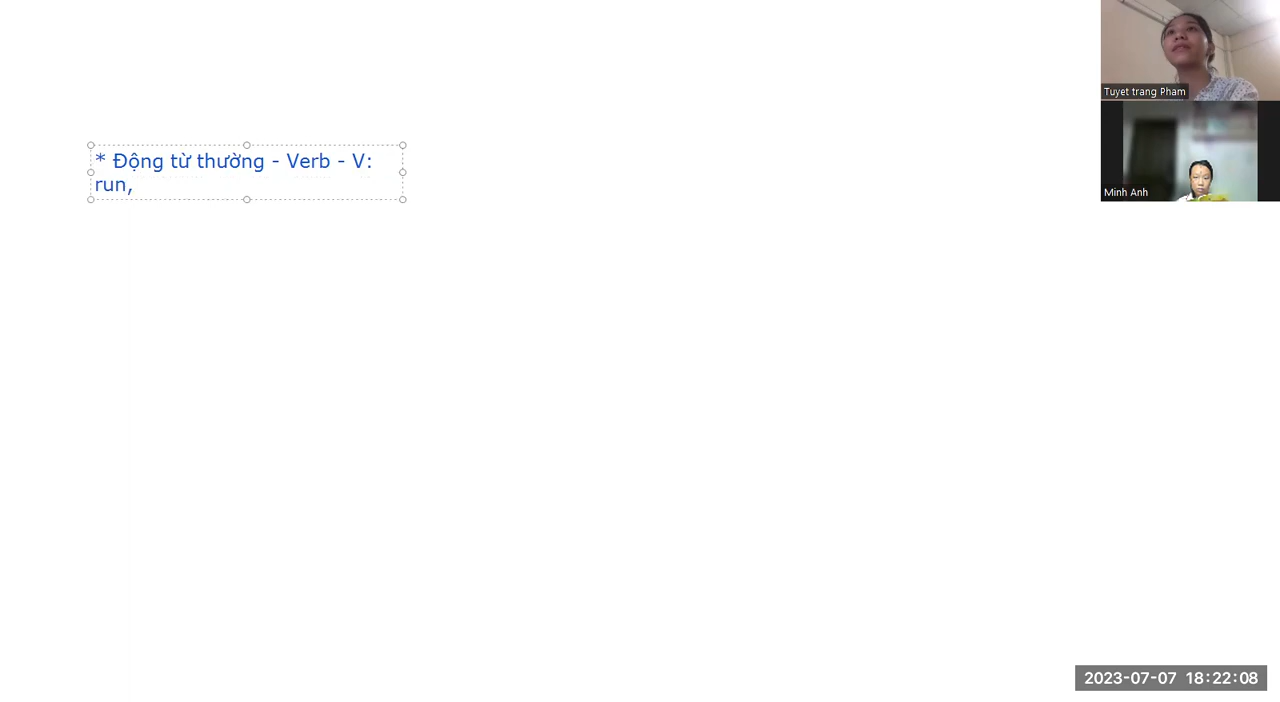 * Động từ thường - Verb - V:
run,
Tuyet trang Pham
Minh Anh
2023-07-07 18:22:08